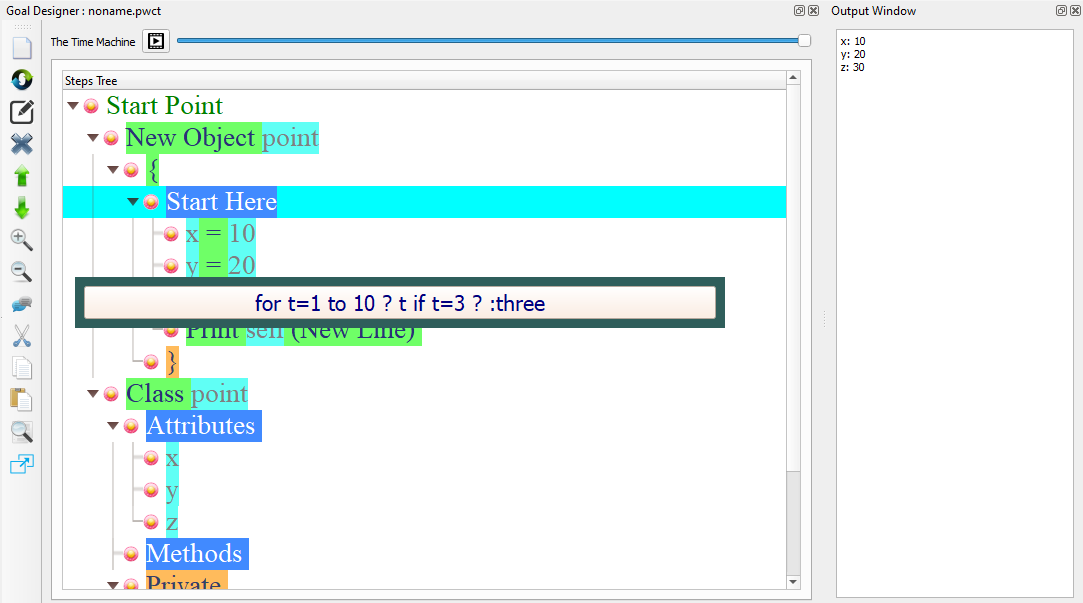 Goal Designer : noname.pwct
Output Window
The Time Machine
x: 10
y: 20
z: 30
Steps Tree
Start Point
New Object point
{
Start Here
x = 10
y = 20
for t=1 to 10 ? t if t=3 ? :three
Print self (New Line)
}
Class point
Attributes
x
y
z
Methods
Private